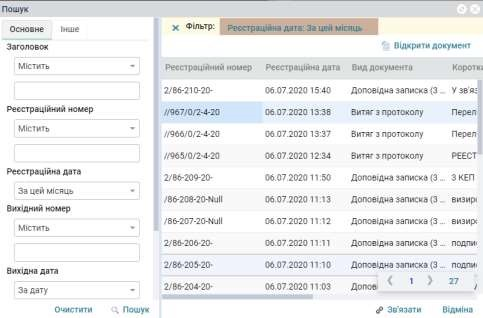 Пошук
Основне
Інше
Заголовок
Містить
Реєстраційний номер
Містить
Реєстраційна дата
За цей місяць
Вихідний номер
Містить
Вихідна дата
За дату
Очистити
Пошук
Фільтр:
Реєстраційна дата: За цей місяць
Відкрити документ
Реєстраційний номер Реєстраційна дата Вид документа Коротки
2/86-210-20- 06.07.2020 15:40 Доповідна записка (З ... У зв'яз
//967/0/2-4-20 06.07.2020 13:38 Витяг з протоколу Перел
//966/0/2-4-20 06.07.2020 13:37 Витяг з протоколу Перел
//965/0/2-4-20 06.07.2020 12:34 Витяг з протоколу РЕЕСТ
2/86-209-20- 06.07.2020 11:50 Доповідна записка (З ... З КЕП
/86-208-20-Null 06.07.2020 11:13 Доповідна записка (З ... визиро
/86-207-20-Null 06.07.2020 11:12 Доповідна записка (З ... визиро
2/86-206-20- 06.07.2020 11:11 Доповідна записка (З ... подпис
2/86-205-20- 06.07.2020 11:10 Доповідна записка (З ... подпис
2/86-204-20- 06.07.2020 11:03 Доповідна
1 27
Зв'язати
Відміна